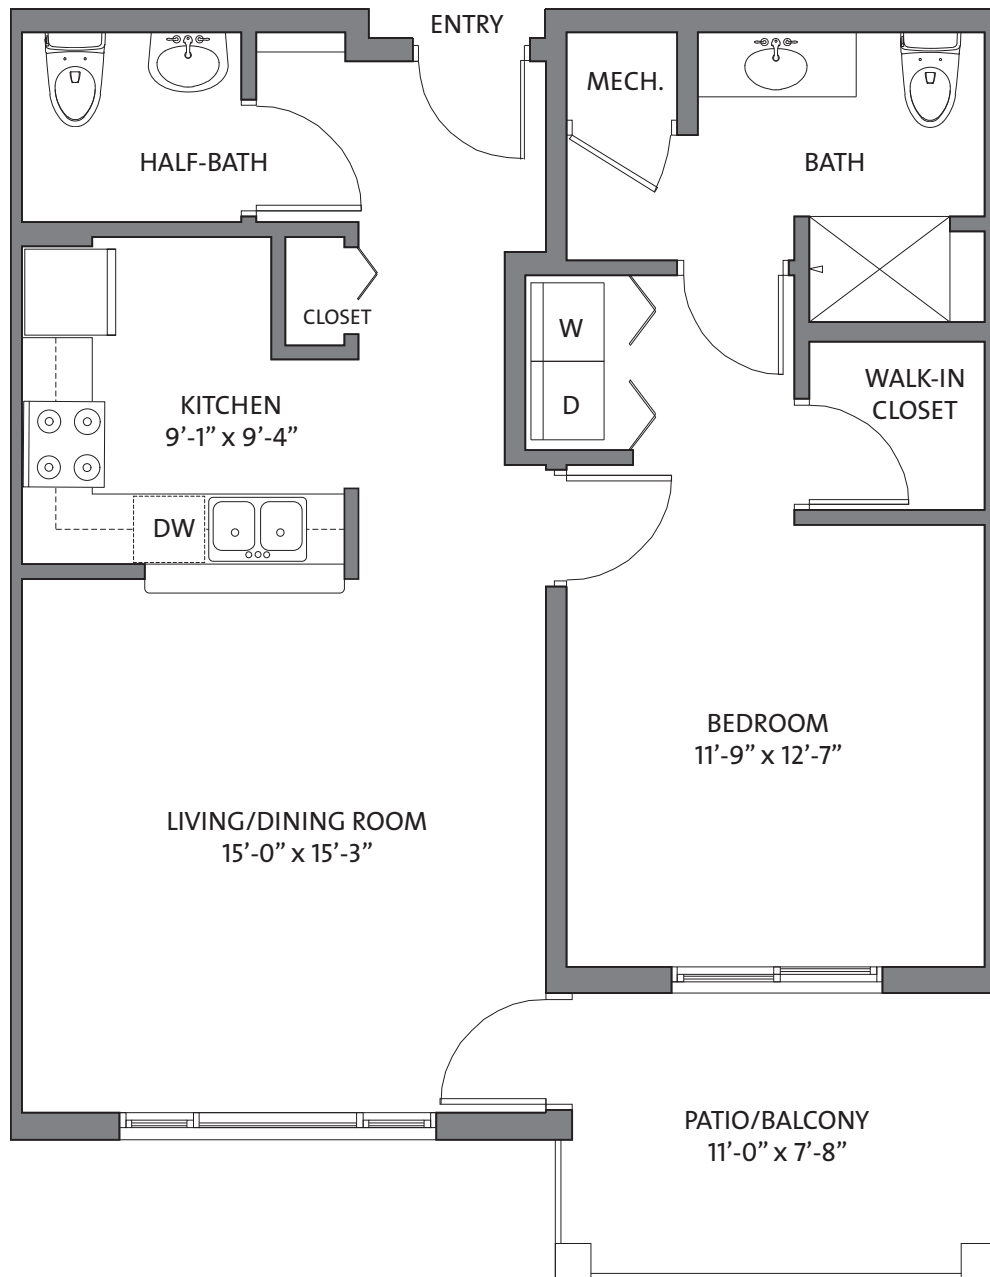 ENTRY
MECH.
HALF-BATH
BATH
CLOSET
W
D
WALK-IN
CLOSET
KITCHEN
9’-1” x 9’-4”
DW
BEDROOM
11’-9” x 12’-7”
LIVING/DINING ROOM
15’-0” x 15’-3”
PATIO/BALCONY
11’-0” x 7’-8”